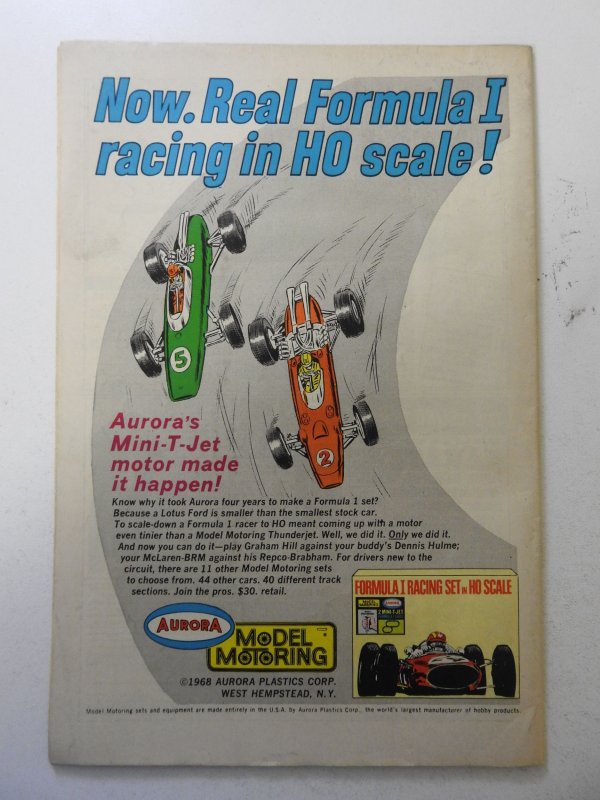 Now. Real Formula I
racing in HO scale!
5
2
Aurora's
Mini-T-Jet
motor made
it happen!
Know why it took Aurora four years to make a Formula 1 set?
Because a Lotus Ford is smaller than the smallest stock car.
To scale-down a Formula 1 racer to HO meant coming up with a motor
even tinier than a Model Motoring Thunderjet. Well, we did it. Only we did it.
And now you can do it—play Graham Hill against your buddy's Dennis Hulme;
your McLaren-BRM against his Repco-Brabham. For drivers new to the
circuit, there are 11 other Model Motoring sets
to choose from. 44 other cars. 40 different track
sections. Join the pros. $30. retail.
FORMULA I RACING SET IN HO SCALE
AURORA
2 MINI-T-JET
AURORA
MODEL
MOTORING
©1968 AURORA PLASTICS CORP.
WEST HEMPSTEAD, N.Y.
Model Motoring sets and equipment are made entirely in the U.S.A. by Aurora Plastics Corp., the world's largest manufacturer of hobby products.